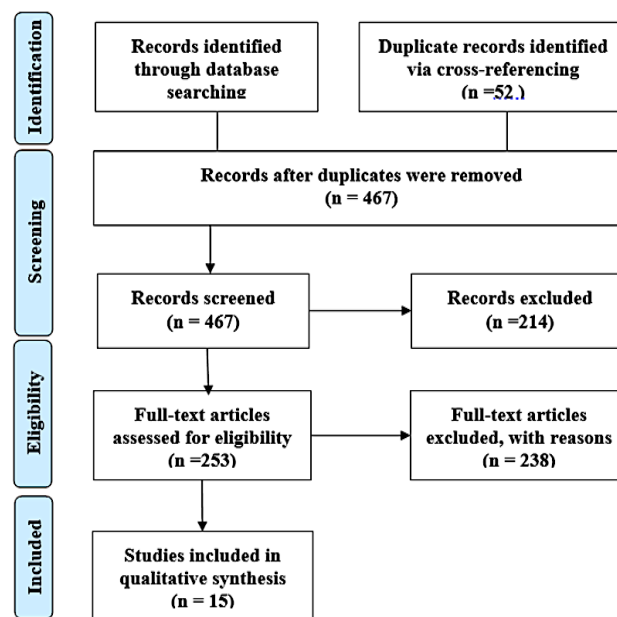 Identification
Records identified
through database
searching
Duplicate records identified
via cross-referencing
(n =52 )
Screening
Records after duplicates were removed
(n = 467)
Records screened
(n = 467)
Records excluded
(n =214)
Eligibility
Full-text articles
assessed for eligibility
(n =253)
Full-text articles
excluded, with reasons
(n = 238)
Included
Studies included in
qualitative synthesis
(n = 15)